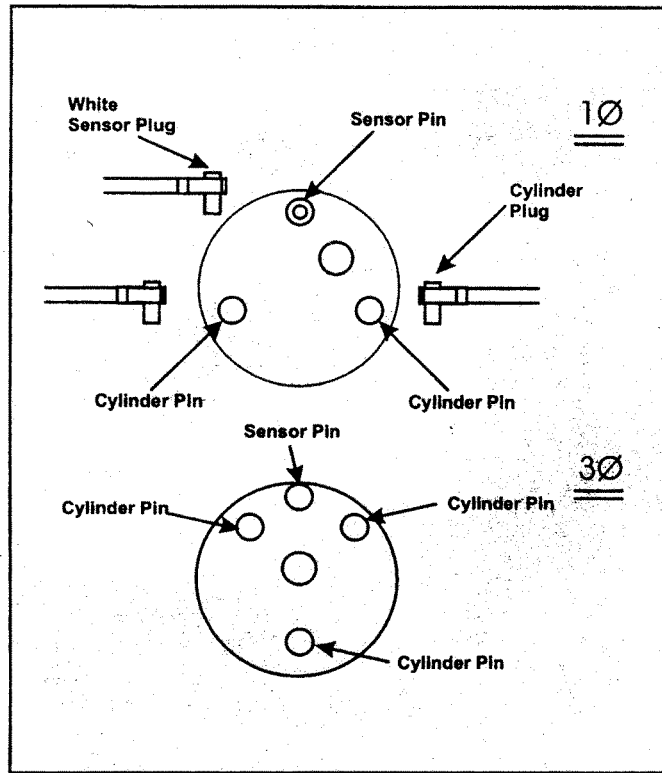 White
Sensor Plug
Sensor Pin
1Ø
Cylinder
Plug
Cylinder Pin
Cylinder Pin
Sensor Pin
3Ø
Cylinder Pin
Cylinder Pin
Cylinder Pin